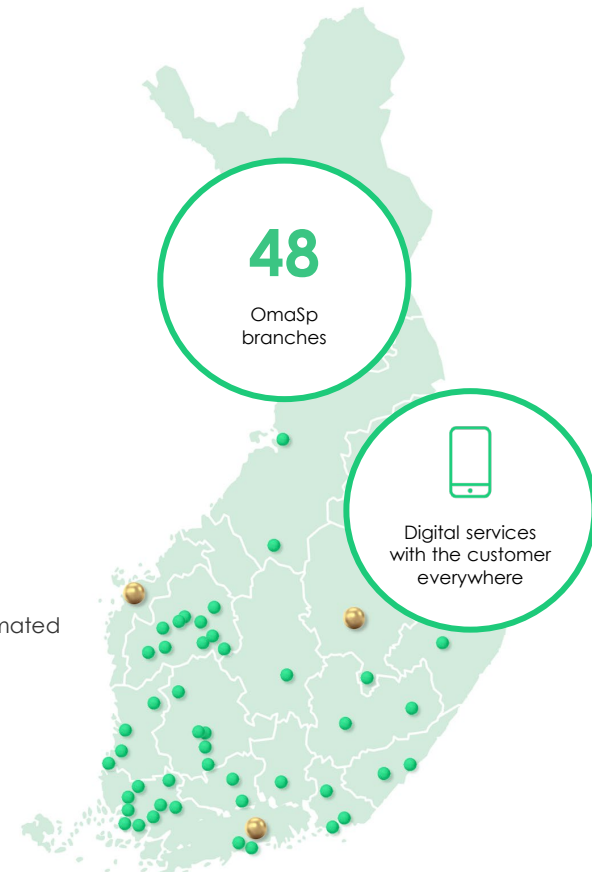 48
OmaSp
branches
Digital services
with the customer
everywhere